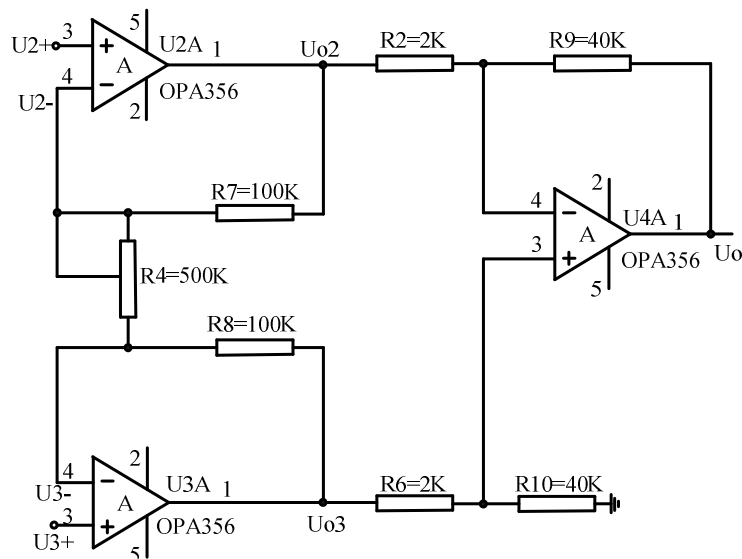 5
U2+ 3 + U2A 1 Uo2 R2=2K R9=40K
A
4 − OPA356
U2-
2
R7=100K 2
4 − U4A 1
A Uo
3 + OPA356
R4=500K 5
R8=100K
2
4 − U3A 1 R6=2K R10=40K
U3- A
3 + OPA356 Uo3
U3+
5